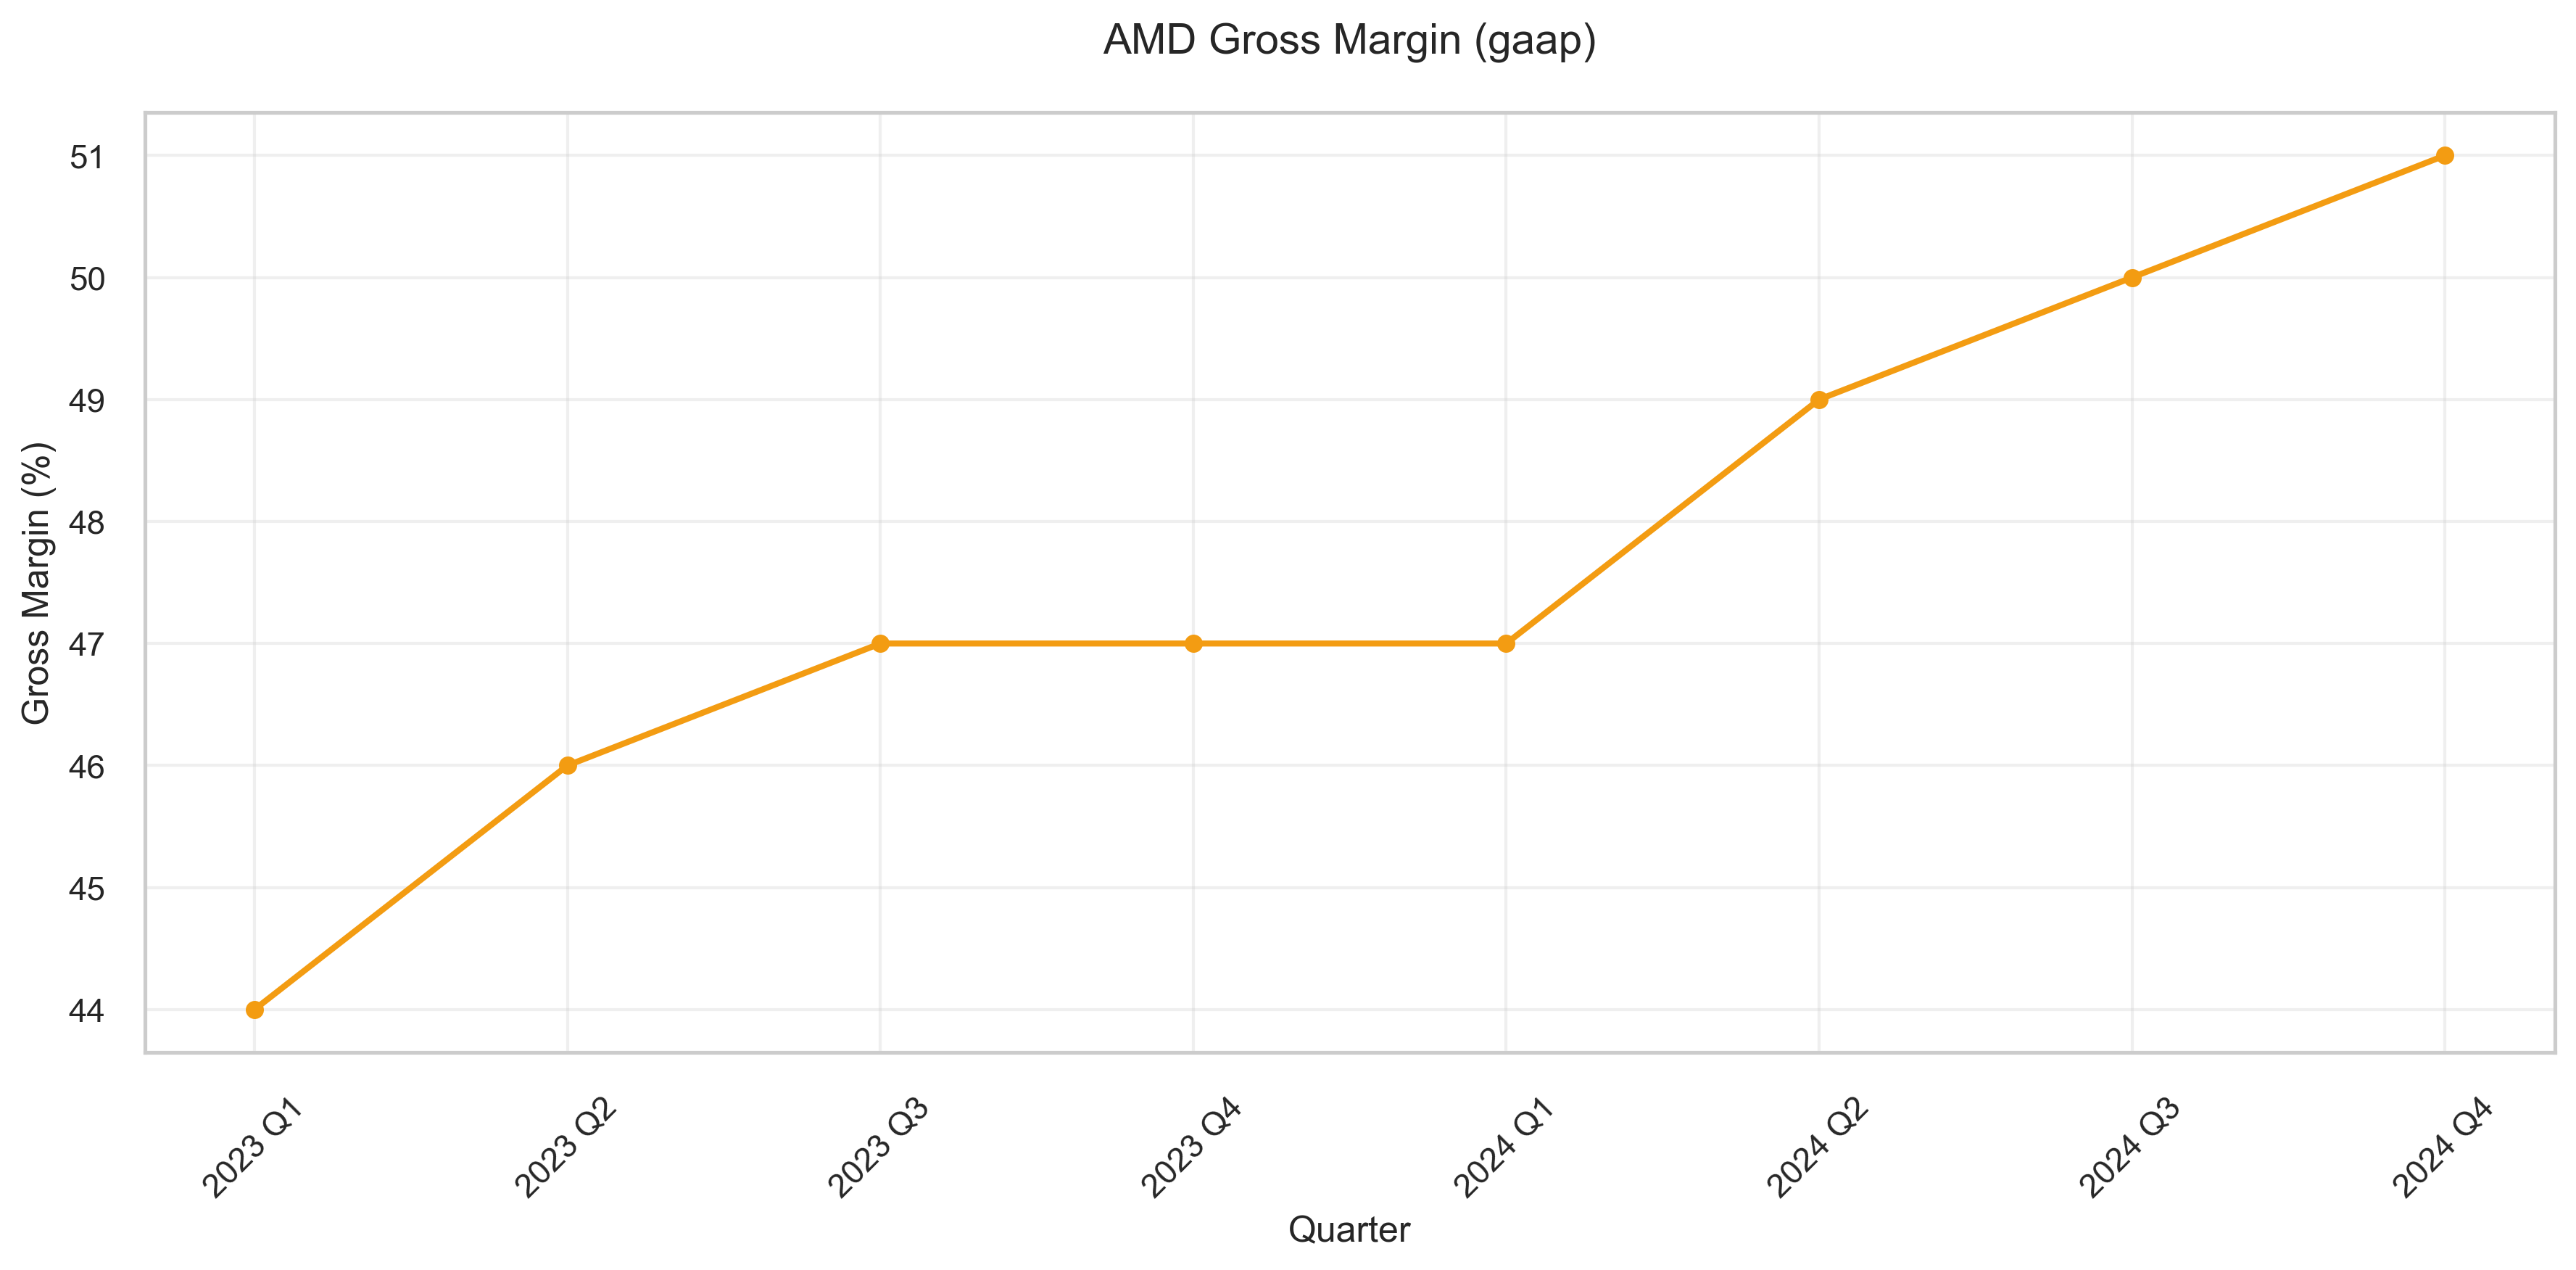 AMD Gross Margin (gaap)
51
50
49
48
47
46
45
44
Gross Margin (%)
2023 Q1
2023 Q2
2023 Q3
2023 Q4
2024 Q1
2024 Q2
2024 Q3
2024 Q4
Quarter